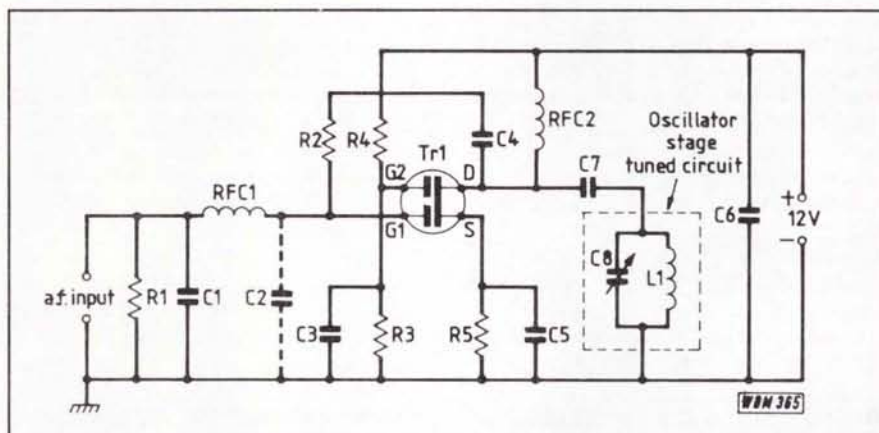 R2
R4
Tr1
C4
RFC2
Oscillator
stage
tuned circuit
G2
D
C7
RFC1
G1
S
C6
+
12V
−
C8
L1
a.f. input
R1
C1
C2
C3
R3
R5
C5
WRM 365